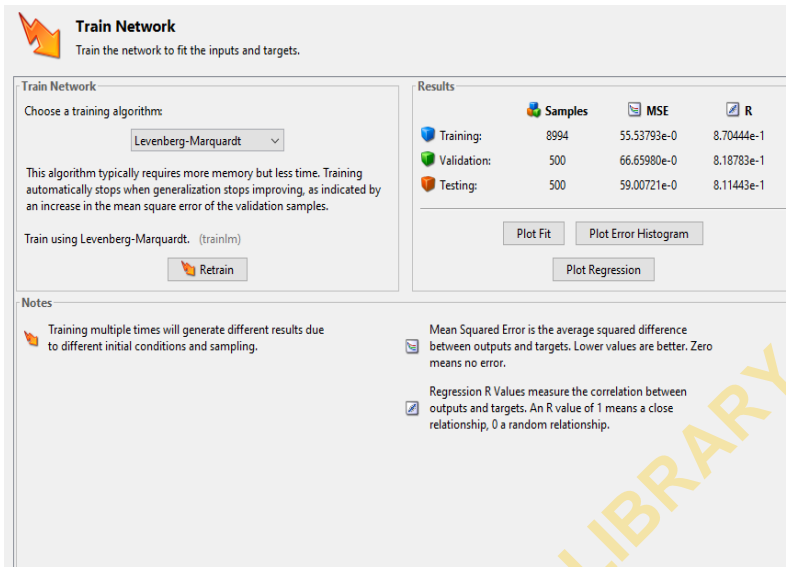 Train Network
Train the network to fit the inputs and targets.
Train Network
Choose a training algorithm:
Levenberg-Marquardt
This algorithm typically requires more memory but less time. Training
automatically stops when generalization stops improving, as indicated by
an increase in the mean square error of the validation samples.
Train using Levenberg-Marquardt. (trainlm)
Retrain
Results
Samples MSE R
Training: 8994 55.53793e-0 8.70444e-1
Validation: 500 66.65980e-0 8.18783e-1
Testing: 500 59.00721e-0 8.11443e-1
Plot Fit Plot Error Histogram
Plot Regression
Notes
Training multiple times will generate different results due
to different initial conditions and sampling.
Mean Squared Error is the average squared difference
between outputs and targets. Lower values are better. Zero
means no error.
Regression R Values measure the correlation between
outputs and targets. An R value of 1 means a close
relationship, 0 a random relationship.
LIBRARY